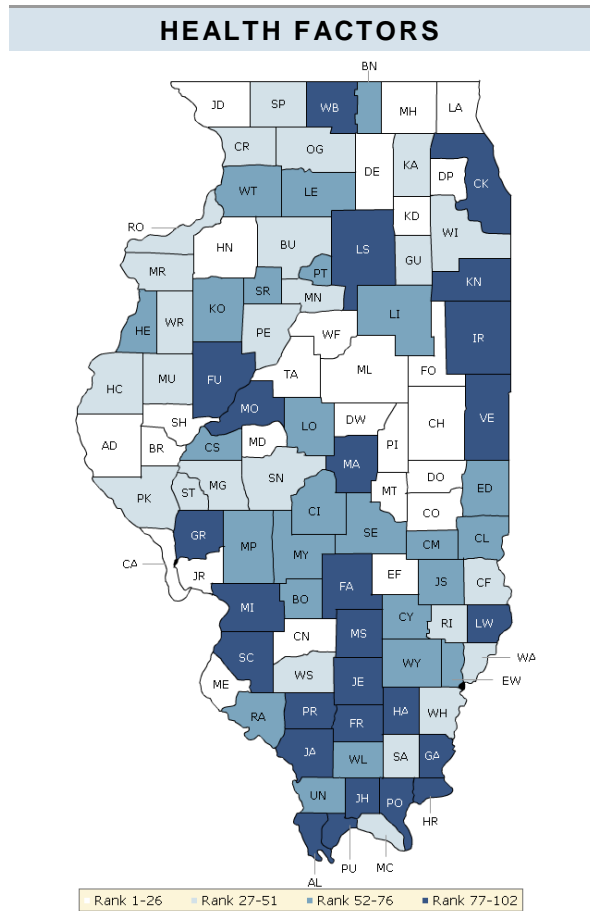 HEALTH FACTORS
BN
JD SP WB MH LA
CR OG DE KA DP CK
WT LE KD
RO HN BU LS GU WI
MR PT KN
HE WR KO SR MN LI IR
PE WF
HC MU FU TA ML FO
MO VE
AD SH LO DW CH
BR CS MD MA PI
PK ST MG SN MT DO ED
CI CO
GR MP MY SE CM CL
CA JR FA EF JS CF
MI BO CY RI LW
CN MS
SC WS WY WA
ME JE EW
RA PR FR HA WH
JA WL SA GA
UN JH PO
HR
AL PU MC
Rank 1-26 Rank 27-51 Rank 52-76 Rank 77-102